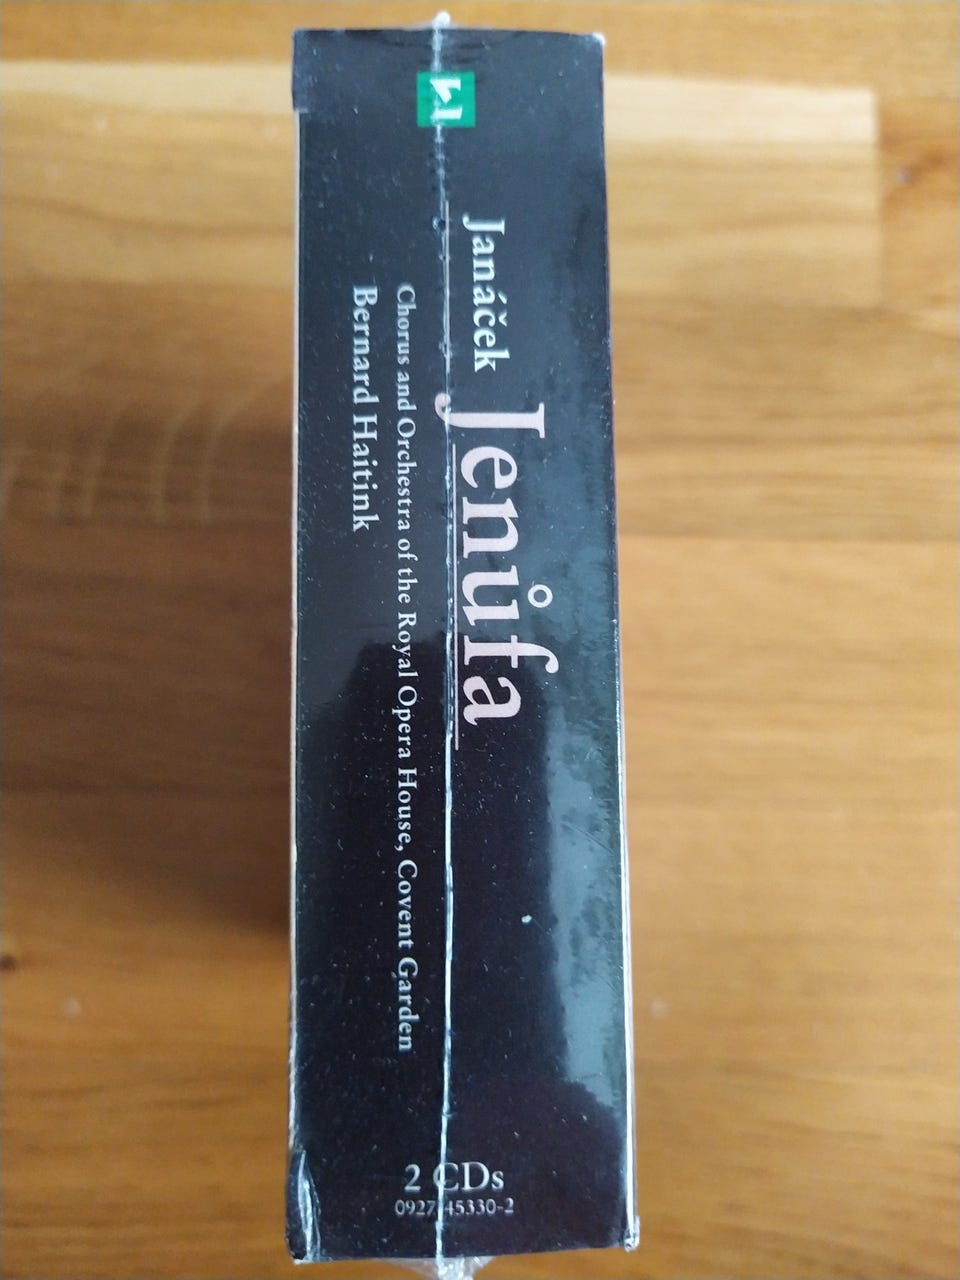 Janáček Jenůfa
Chorus and Orchestra of the Royal Opera House, Covent Garden
Bernard Haitink
2 CDs
0927 45330-2